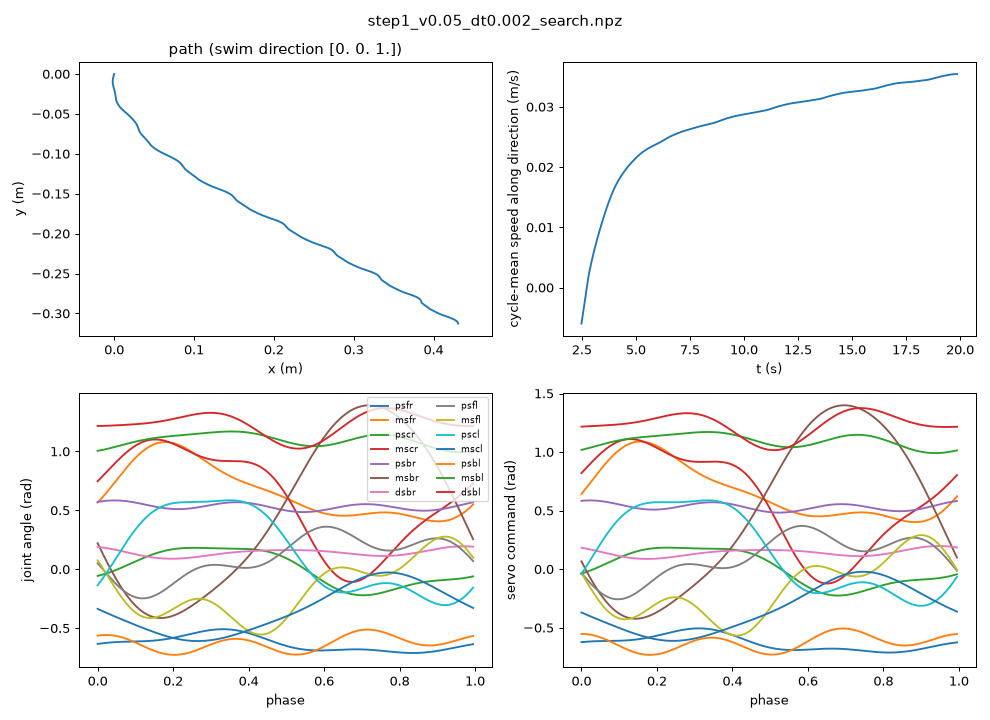 step1_v0.05_dt0.002_search.npz
path (swim direction [0. 0. 1.])
0.00
−0.05
−0.10
−0.15
−0.20
−0.25
−0.30
y (m)
0.0
0.1
0.2
0.3
0.4
x (m)
cycle-mean speed along direction (m/s)
0.03
0.02
0.01
0.00
2.5
5.0
7.5
10.0
12.5
15.0
17.5
20.0
t (s)
joint angle (rad)
1.0
0.5
0.0
−0.5
psfr
msfr
pscr
mscr
psbr
msbr
dsbr
psfl
msfl
pscl
mscl
psbl
msbl
dsbl
0.0
0.2
0.4
0.6
0.8
1.0
phase
servo command (rad)
1.5
1.0
0.5
0.0
−0.5
0.0
0.2
0.4
0.6
0.8
1.0
phase